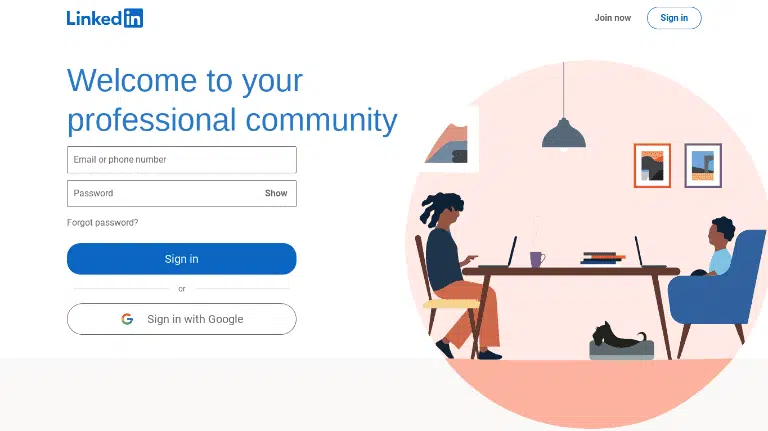 LinkedIn
Join now
Sign in
Welcome to your
professional community
Email or phone number
Password
Show
Forgot password?
Sign in
or
Sign in with Google